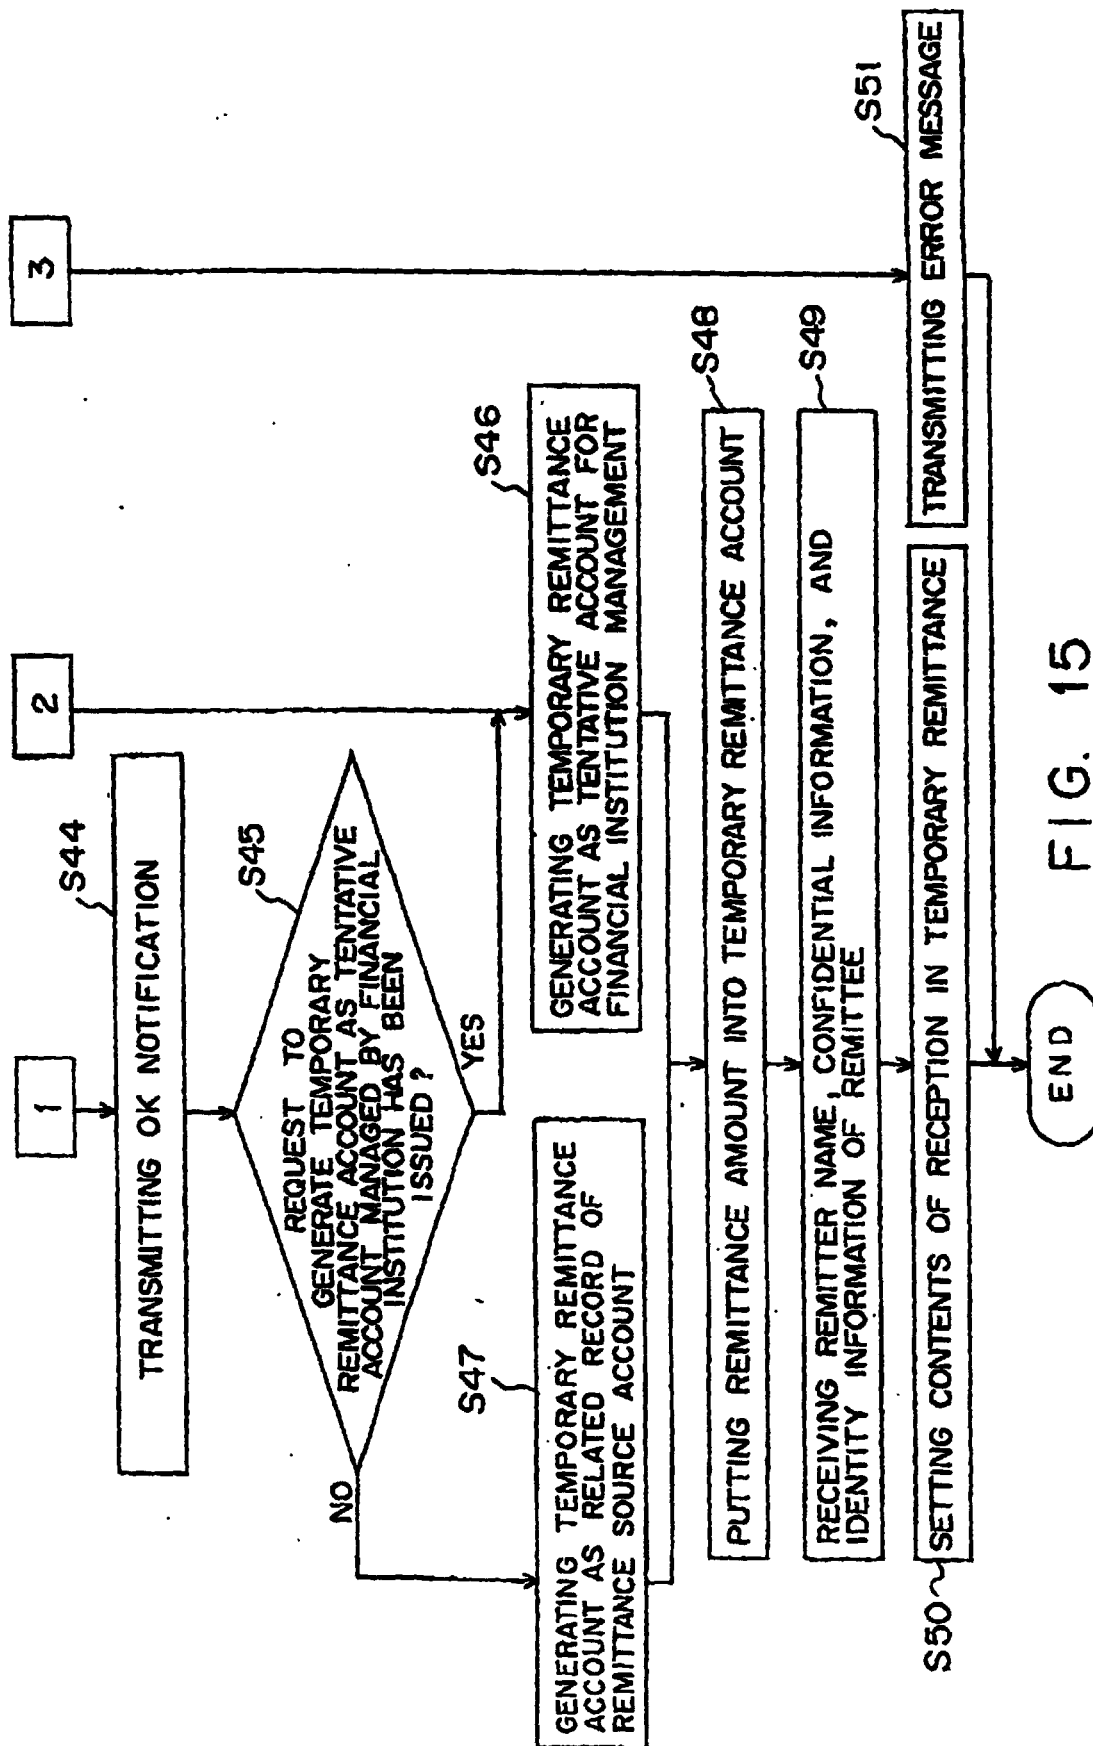 1
2
3
S44
TRANSMITTING OK NOTIFICATION
S45
REQUEST TO
GENERATE TEMPORARY
REMITTANCE ACCOUNT AS TENTATIVE
ACCOUNT MANAGED BY FINANCIAL
INSTITUTION HAS BEEN
ISSUED ?
NO
YES
S47
GENERATING TEMPORARY REMITTANCE
ACCOUNT AS RELATED RECORD OF
REMITTANCE SOURCE ACCOUNT
S46
GENERATING TEMPORARY REMITTANCE
ACCOUNT AS TENTATIVE ACCOUNT FOR
FINANCIAL INSTITUTION MANAGEMENT
S48
PUTTING REMITTANCE AMOUNT INTO TEMPORARY REMITTANCE ACCOUNT
S49
RECEIVING REMITTER NAME, CONFIDENTIAL INFORMATION, AND
IDENTITY INFORMATION OF REMITTEE
S50
SETTING CONTENTS OF RECEPTION IN TEMPORARY REMITTANCE
S51
TRANSMITTING ERROR MESSAGE
END
FIG. 15